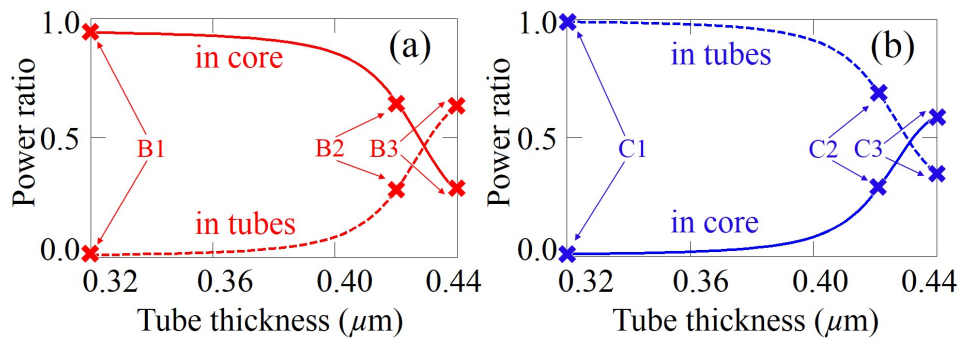 Power ratio
1.0
0.5
0.0
(a)
in core
B1
B2
B3
in tubes
0.32
0.36
0.40
0.44
Tube thickness (μm)
Power ratio
1.0
0.5
0.0
(b)
in tubes
C1
C2
C3
in core
0.32
0.36
0.40
0.44
Tube thickness (μm)